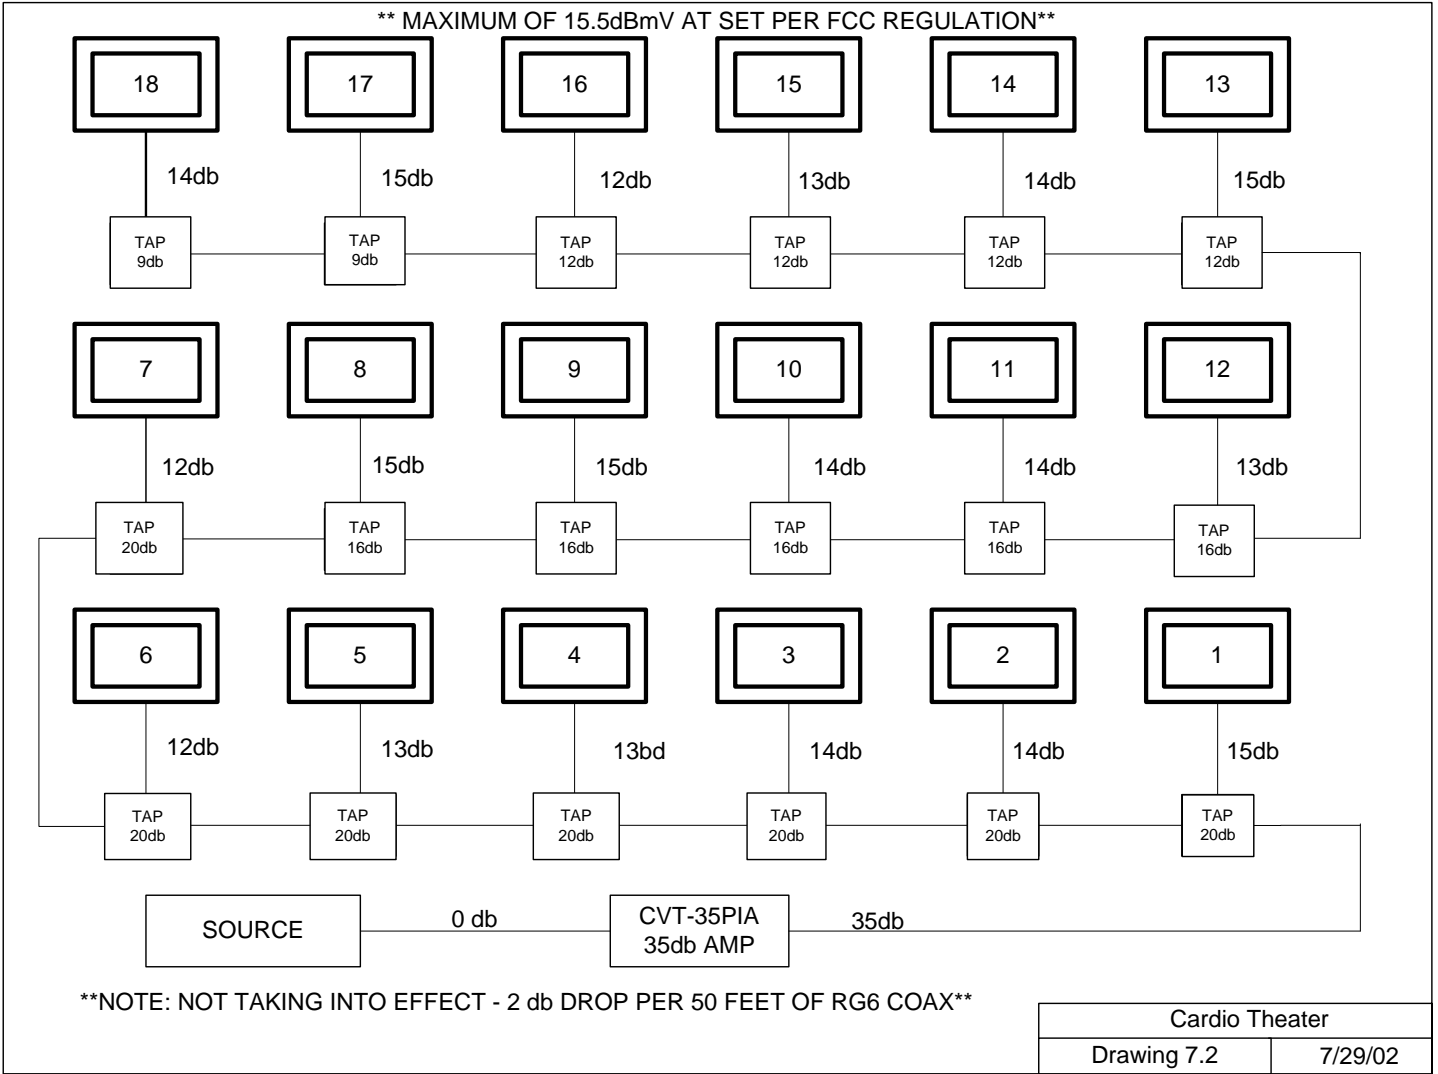 ** MAXIMUM OF 15.5dBmV AT SET PER FCC REGULATION**
18 17 16 15 14 13
14db 15db 12db 13db 14db 15db
TAP TAP TAP TAP TAP TAP
9db 9db 12db 12db 12db 12db
7 8 9 10 11 12
12db 15db 15db 14db 14db 13db
TAP TAP TAP TAP TAP TAP
20db 16db 16db 16db 16db 16db
6 5 4 3 2 1
12db 13db 13bd 14db 14db 15db
TAP TAP TAP TAP TAP TAP
20db 20db 20db 20db 20db 20db
SOURCE
0 db
CVT-35PIA
35db AMP
35db
**NOTE: NOT TAKING INTO EFFECT - 2 db DROP PER 50 FEET OF RG6 COAX**
Cardio Theater
Drawing 7.2 7/29/02